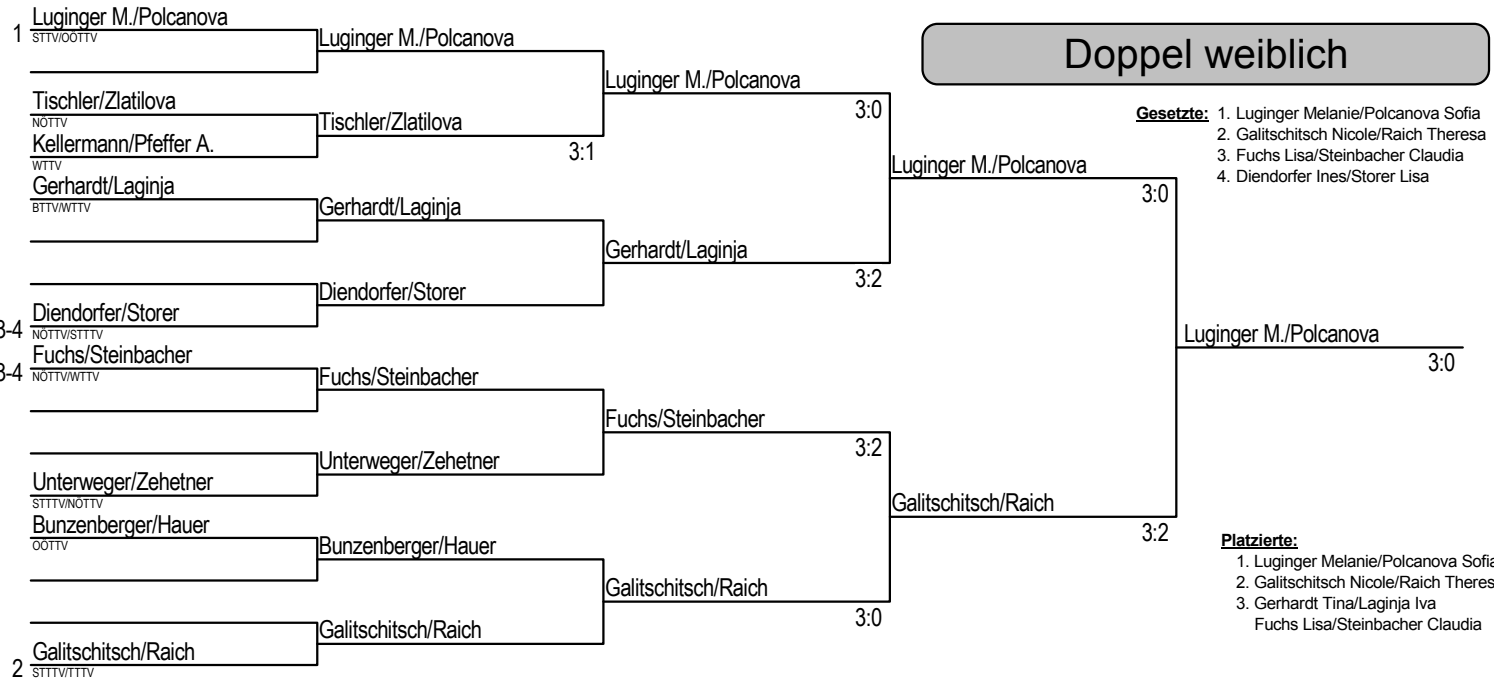 Doppel weiblich
Gesetzte: 1. Luginger Melanie/Polcanova Sofia
2. Galitschitsch Nicole/Raich Theresa
3. Fuchs Lisa/Steinbacher Claudia
4. Diendorfer Ines/Storer Lisa
1 Luginger M./Polcanova
STTV/OÖTTV
Tischler/Zlatilova
NÖTTV
Kellermann/Pfeffer A.
WTTV
Gerhardt/Laginja
BTTV/WTTV
3-4 Diendorfer/Storer
NÖTTV/STTTV
3-4 Fuchs/Steinbacher
NÖTTV/WTTV
Unterweger/Zehetner
STTTV/NÖTTV
Bunzenberger/Hauer
OÖTTV
2 Galitschitsch/Raich
STTTV/TTTV
Luginger M./Polcanova
Tischler/Zlatilova
3:1
Gerhardt/Laginja
Diendorfer/Storer
Fuchs/Steinbacher
Unterweger/Zehetner
Bunzenberger/Hauer
Galitschitsch/Raich
Luginger M./Polcanova
3:0
Gerhardt/Laginja
3:2
Fuchs/Steinbacher
3:2
Galitschitsch/Raich
3:0
Luginger M./Polcanova
3:0
Galitschitsch/Raich
3:2
Luginger M./Polcanova
3:0
Platzierte:
1. Luginger Melanie/Polcanova Sofia
2. Galitschitsch Nicole/Raich Theres
3. Gerhardt Tina/Laginja Iva
Fuchs Lisa/Steinbacher Claudia